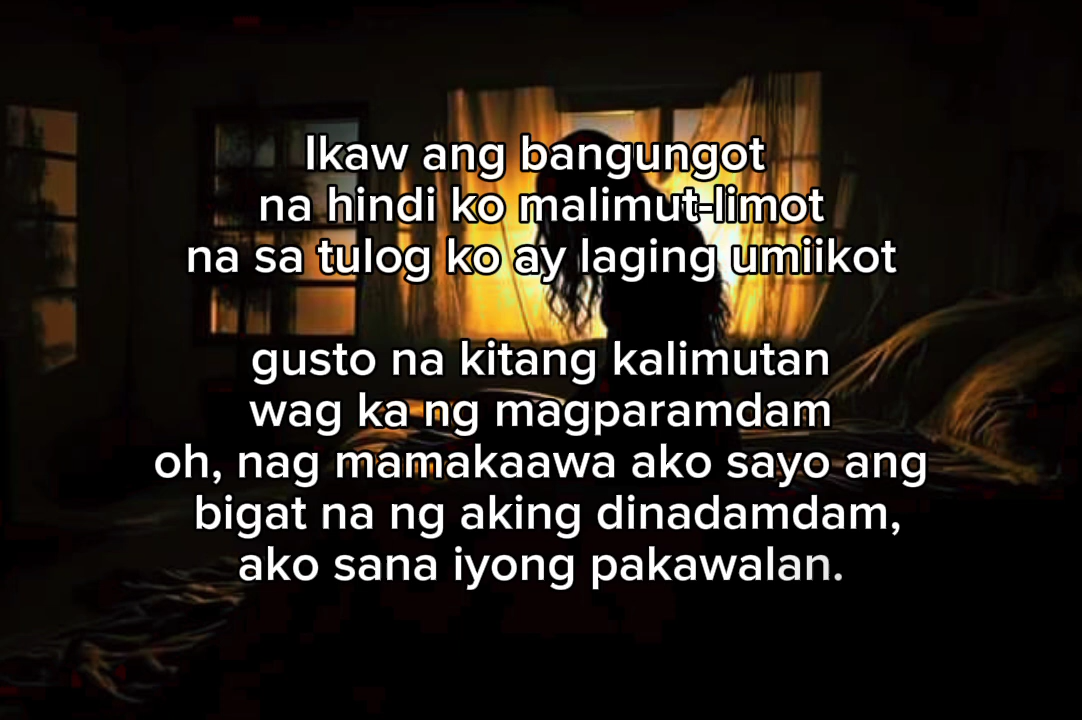 Ikaw ang bangungot
na hindi ko malimut-limot
na sa tulog ko ay laging umiikot
gusto na kitang kalimutan
wag ka ng magparamdam
oh, nag mamakaawa ako sayo ang
bigat na ng aking dinadamdam,
ako sana iyong pakawalan.